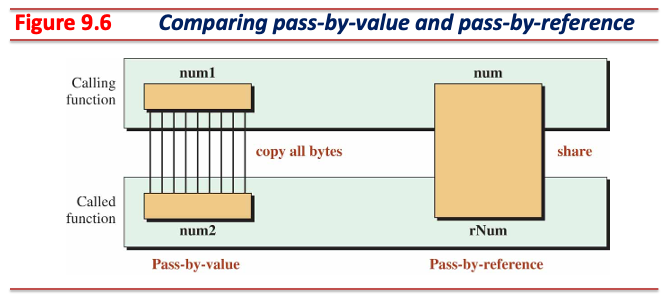 Figure 9.6 Comparing pass-by-value and pass-by-reference
Calling
function
num1
num
copy all bytes
share
Called
function
num2
rNum
Pass-by-value
Pass-by-reference